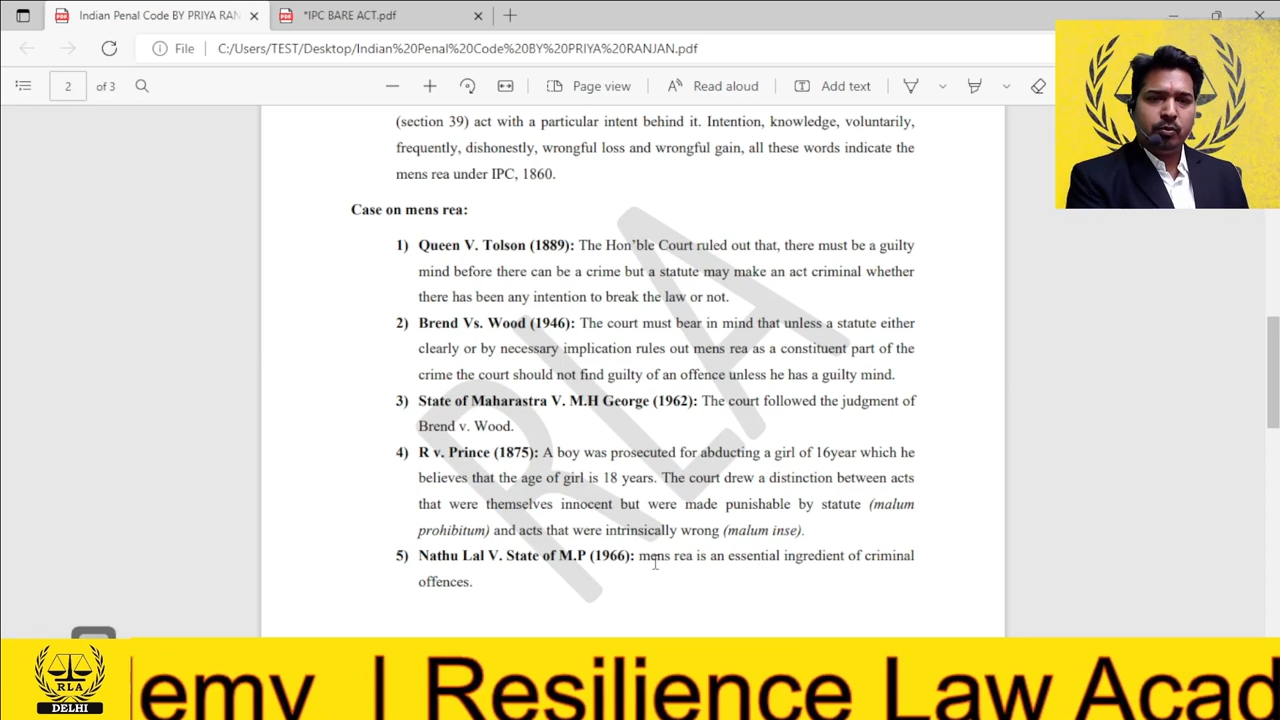 Indian Penal Code BY PRIYA RAN
*IPC BARE ACT.pdf
File
C:/Users/TEST/Desktop/Indian%20Penal%20Code%20BY%20PRIYA%20RANJAN.pdf
2 of 3
Page view
Read aloud
Add text
(section 39) act with a particular intent behind it. Intention, knowledge, voluntarily,
frequently, dishonestly, wrongful loss and wrongful gain, all these words indicate the
mens rea under IPC, 1860.
Case on mens rea:
1) Queen V. Tolson (1889): The Hon’ble Court ruled out that, there must be a guilty
mind before there can be a crime but a statute may make an act criminal whether
there has been any intention to break the law or not.
2) Brend Vs. Wood (1946): The court must bear in mind that unless a statute either
clearly or by necessary implication rules out mens rea as a constituent part of the
crime the court should not find guilty of an offence unless he has a guilty mind.
3) State of Maharastra V. M.H George (1962): The court followed the judgment of
Brend v. Wood.
4) R v. Prince (1875): A boy was prosecuted for abducting a girl of 16year which he
believes that the age of girl is 18 years. The court drew a distinction between acts
that were themselves innocent but were made punishable by statute (malum
prohibitum) and acts that were intrinsically wrong (malum inse).
5) Nathu Lal V. State of M.P (1966): mens rea is an essential ingredient of criminal
offences.
RLA
RLA
DELHI
emy | Resilience Law Acad